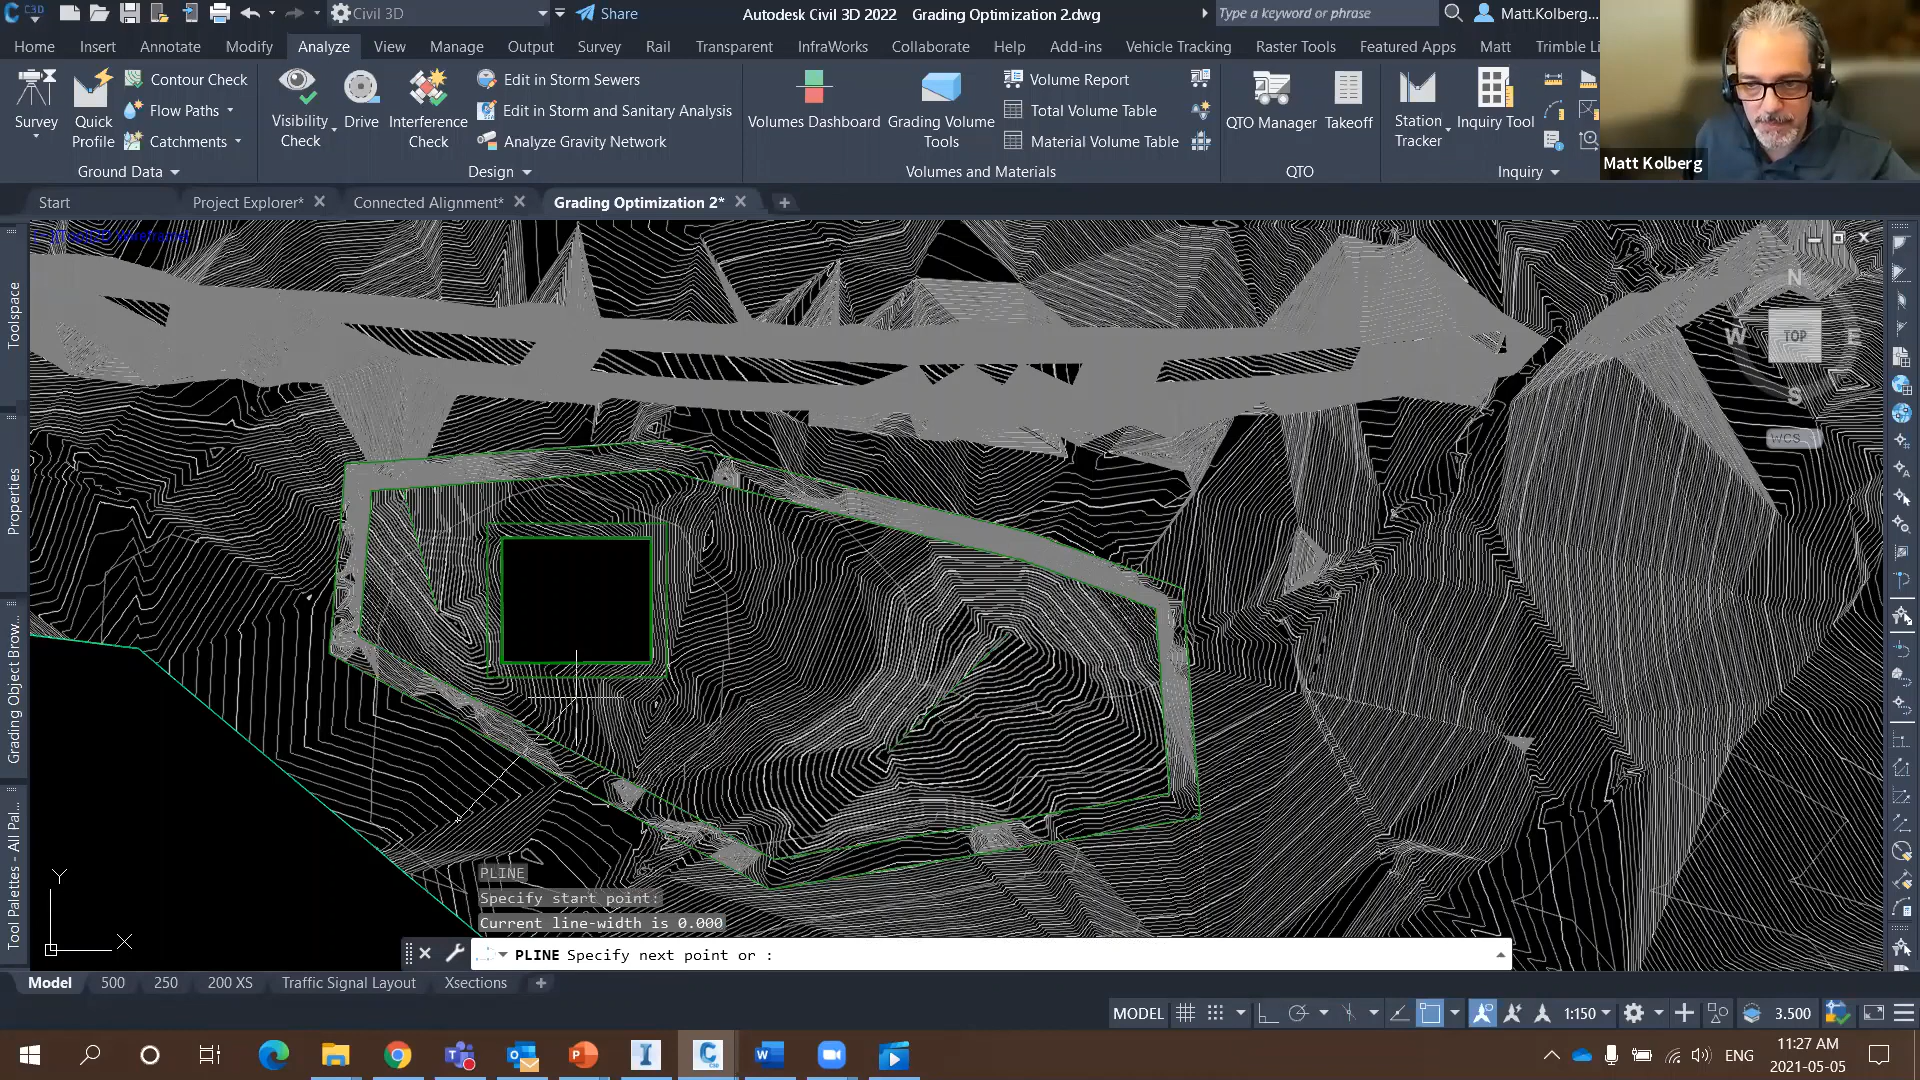 C3D
Civil 3D
Share
Autodesk Civil 3D 2022 Grading Optimization 2.dwg
Type a keyword or phrase
Matt.Kolberg...
Home Insert Annotate Modify Analyze View Manage Output Survey Rail Transparent InfraWorks Collaborate Help Add-ins Vehicle Tracking Raster Tools Featured Apps Matt Trimble Li
Survey
Quick Profile
Contour Check
Flow Paths
Catchments
Ground Data
Visibility Check
Drive
Interference Check
Edit in Storm Sewers
Edit in Storm and Sanitary Analysis
Analyze Gravity Network
Design
Volumes Dashboard
Grading Volume Tools
Volume Report
Total Volume Table
Material Volume Table
Volumes and Materials
QTO Manager
Takeoff
QTO
Station Tracker
Inquiry Tool
Inquiry
Matt Kolberg
Start Project Explorer* Connected Alignment* Grading Optimization 2*
Toolspace
Properties
Grading Object Brow...
Tool Palettes - All Pal...
N
W TOP E
S
WCS
Y
X
PLINE
Specify start point:
Current line-width is 0.000
PLINE Specify next point or :
Model 500 250 200 XS Traffic Signal Layout Xsections
MODEL 1:150 3.500
ENG
11:27 AM
2021-05-05